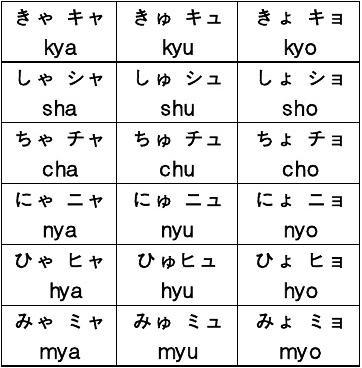 きゃ キャ きゅ キュ きょ キョ
kya kyu kyo
しゃ シャ しゅ シュ しょ ショ
sha shu sho
ちゃ チャ ちゅ チュ ちょ チョ
cha chu cho
にゃ ニャ にゅ ニュ にょ ニョ
nya nyu nyo
ひゃ ヒャ ひゅヒュ ひょ ヒョ
hya hyu hyo
みゃ ミャ みゅ ミュ みょ ミョ
mya myu myo